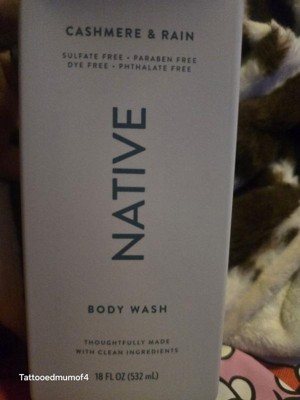 CASHMERE & RAIN
SULFATE FREE • PARABEN FREE
DYE FREE • PHTHALATE FREE
NATIVE
BODY WASH
THOUGHTFULLY MADE
WITH CLEAN INGREDIENTS
18 FL OZ (532 mL)
Tattooedmumof4